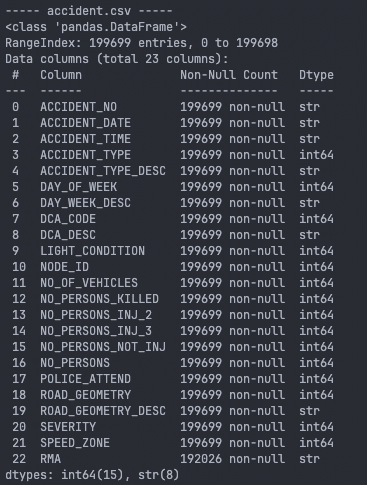 ----- accident.csv -----
<class 'pandas.DataFrame'>
RangeIndex: 199699 entries, 0 to 199698
Data columns (total 23 columns):
 #   Column              Non-Null Count   Dtype
---  ------              --------------   -----
 0   ACCIDENT_NO         199699 non-null  str
 1   ACCIDENT_DATE       199699 non-null  str
 2   ACCIDENT_TIME       199699 non-null  str
 3   ACCIDENT_TYPE       199699 non-null  int64
 4   ACCIDENT_TYPE_DESC  199699 non-null  str
 5   DAY_OF_WEEK         199699 non-null  int64
 6   DAY_WEEK_DESC       199699 non-null  str
 7   DCA_CODE            199699 non-null  int64
 8   DCA_DESC            199699 non-null  str
 9   LIGHT_CONDITION     199699 non-null  int64
 10  NODE_ID             199699 non-null  int64
 11  NO_OF_VEHICLES      199699 non-null  int64
 12  NO_PERSONS_KILLED   199699 non-null  int64
 13  NO_PERSONS_INJ_2    199699 non-null  int64
 14  NO_PERSONS_INJ_3    199699 non-null  int64
 15  NO_PERSONS_NOT_INJ  199699 non-null  int64
 16  NO_PERSONS          199699 non-null  int64
 17  POLICE_ATTEND       199699 non-null  int64
 18  ROAD_GEOMETRY       199699 non-null  int64
 19  ROAD_GEOMETRY_DESC  199699 non-null  str
 20  SEVERITY            199699 non-null  int64
 21  SPEED_ZONE          199699 non-null  int64
 22  RMA                 192026 non-null  str
dtypes: int64(15), str(8)